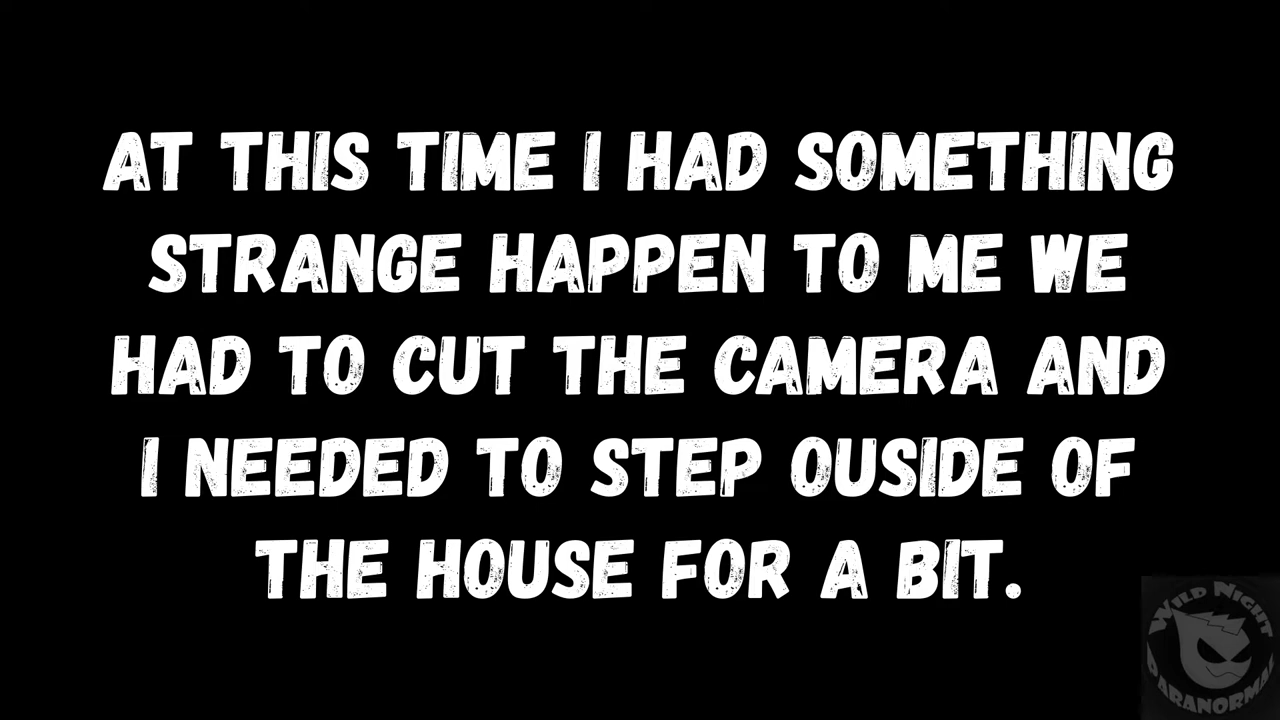 AT THIS TIME I HAD SOMETHING
STRANGE HAPPEN TO ME WE
HAD TO CUT THE CAMERA AND
I NEEDED TO STEP OUSIDE OF
THE HOUSE FOR A BIT.
WILD NIGHT
PARANORMAL